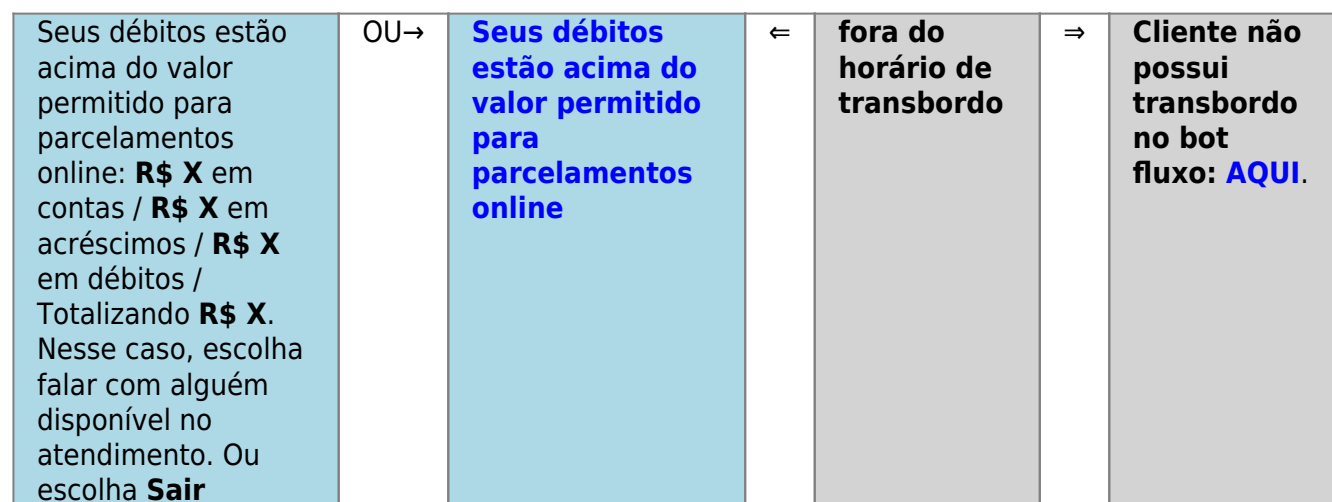 Seus débitos estão
acima do valor
permitido para
parcelamentos
online: R$ X em
contas / R$ X em
acréscimos / R$ X
em débitos /
Totalizando R$ X.
Nesse caso, escolha
falar com alguém
disponível no
atendimento. Ou
escolha Sair
OU→
Seus débitos
estão acima do
valor permitido
para
parcelamentos
online
⇐
fora do
horário de
transbordo
⇒
Cliente não
possui
transbordo
no bot
fluxo: AQUI.